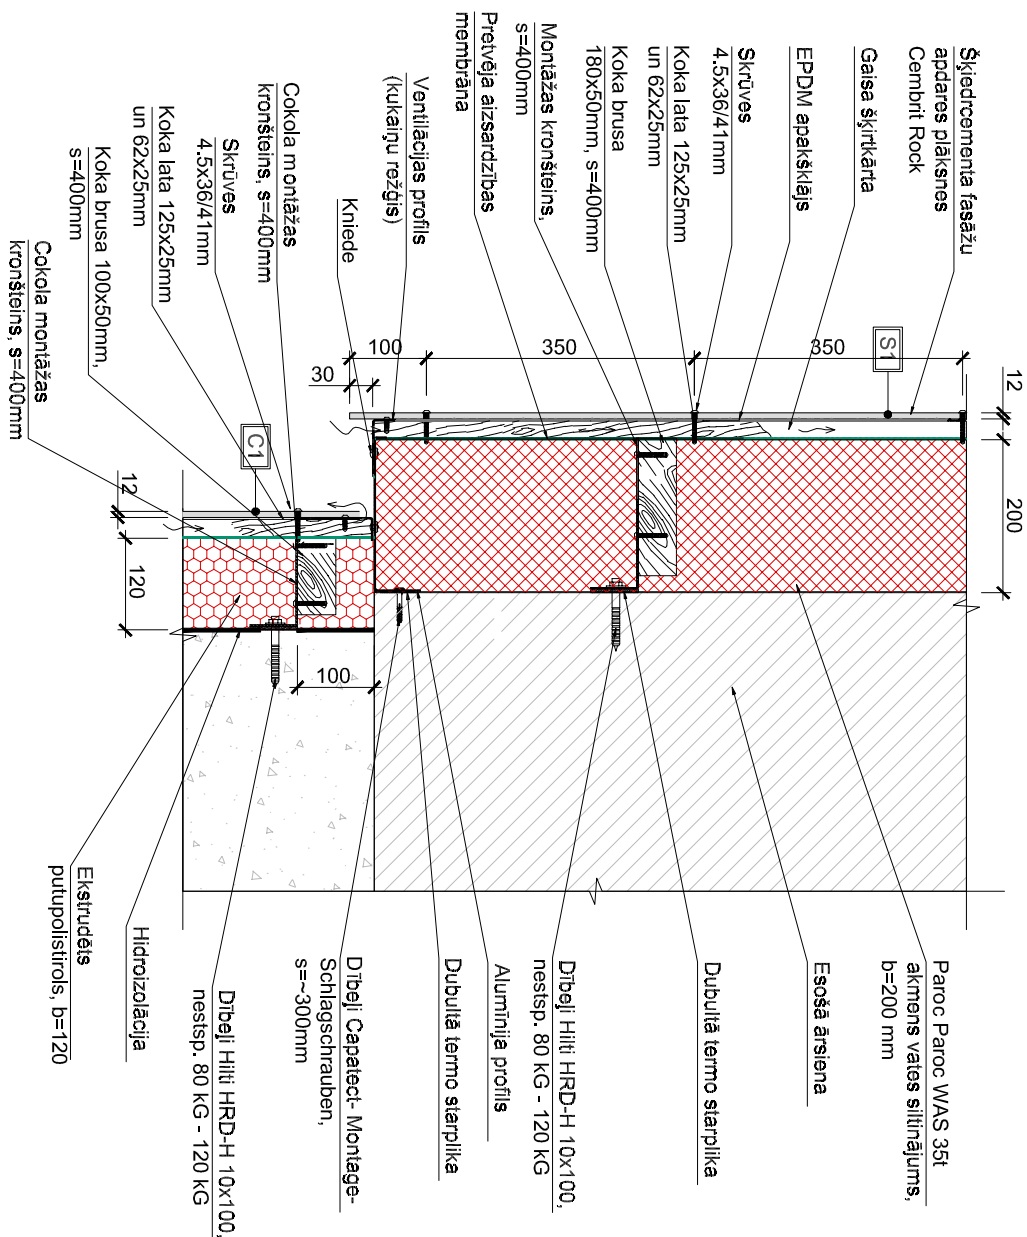 Šķiedrcementa fasāžu
apdares plāksnes
Cembrit Rock
Gaisa šķirtkārta
EPDM apakšklājs
Skrūves
4.5x36/41mm
Koka lata 125x25mm
un 62x25mm
Koka brusa
180x50mm, s=400mm
Montāžas kronšteins,
s=400mm
Pretvēja aizsardzības
membrāna
Ventilācijas profils
(kukaiņu režģis)
Kniede
Cokola montāžas
kronšteins, s=400mm
Skrūves
4.5x36/41mm
Koka lata 125x25mm
un 62x25mm
Koka brusa 100x50mm,
s=400mm
Cokola montāžas
kronšteins, s=400mm
S1
C1
12
200
350
350
100
30
12
120
100
Paroc Paroc WAS 35t
akmens vates siltinājums,
b=200 mm
Esošā ārsiena
Dubultā termo starplika
Dībeļi Hilti HRD-H 10x100,
nestsp. 80 kG - 120 kG
Alumīnija profils
Dubultā termo starplika
Dībeļi Capatect- Montage-
Schlagschrauben,
s=~300mm
Dībeļi Hilti HRD-H 10x100,
nestsp. 80 kG - 120 kG
Hidroizolācija
Ekstrudēts
putupolistirols, b=120